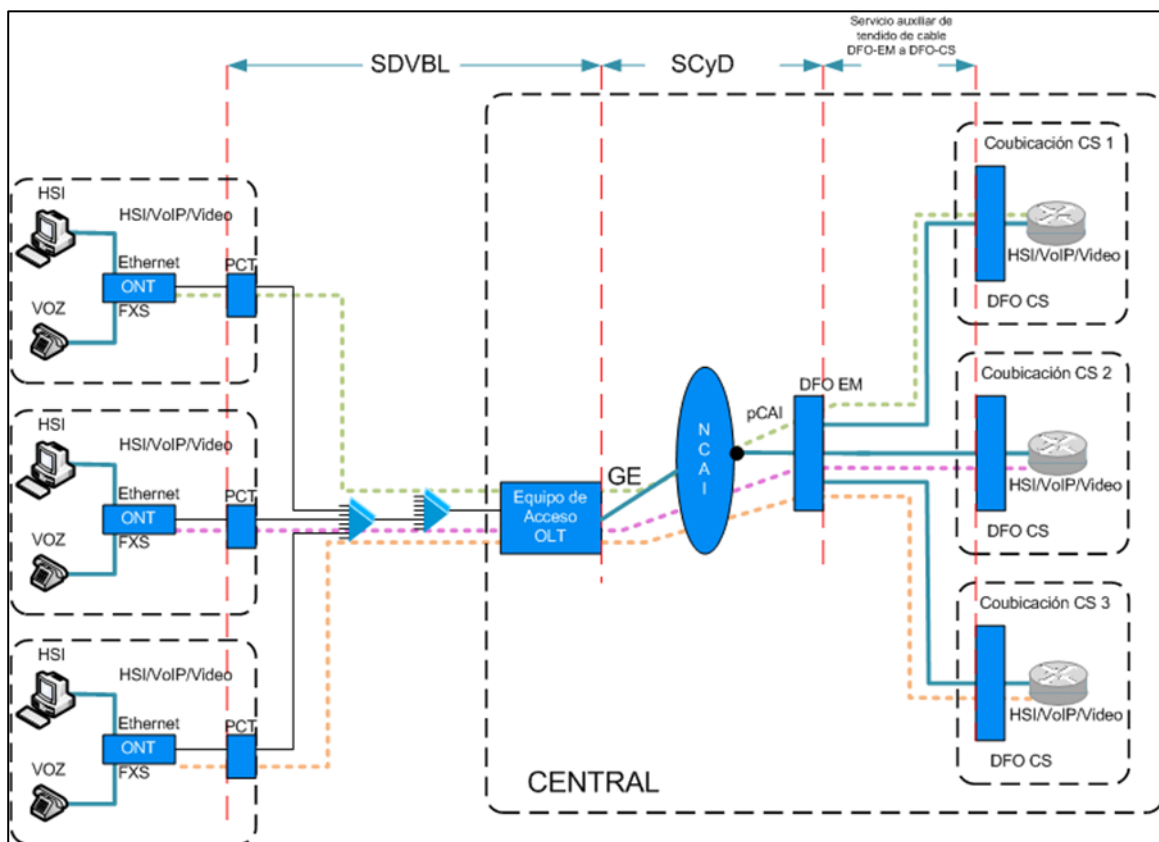 Servicio auxiliar de
tendido de cable
DFO-EM a DFO-CS
SDVBL
SCyD
HSI
HSI/VoIP/Video
Ethernet
PCT
ONT
FXS
VOZ
HSI
HSI/VoIP/Video
Ethernet
PCT
ONT
FXS
VOZ
HSI
HSI/VoIP/Video
Ethernet
PCT
ONT
FXS
VOZ
Equipo de
Acceso
OLT
GE
NCAI
pCAI
DFO EM
Coubicación CS 1
HSI/VoIP/Video
DFO CS
Coubicación CS 2
HSI/VoIP/Video
DFO CS
Coubicación CS 3
HSI/VoIP/Video
DFO CS
CENTRAL